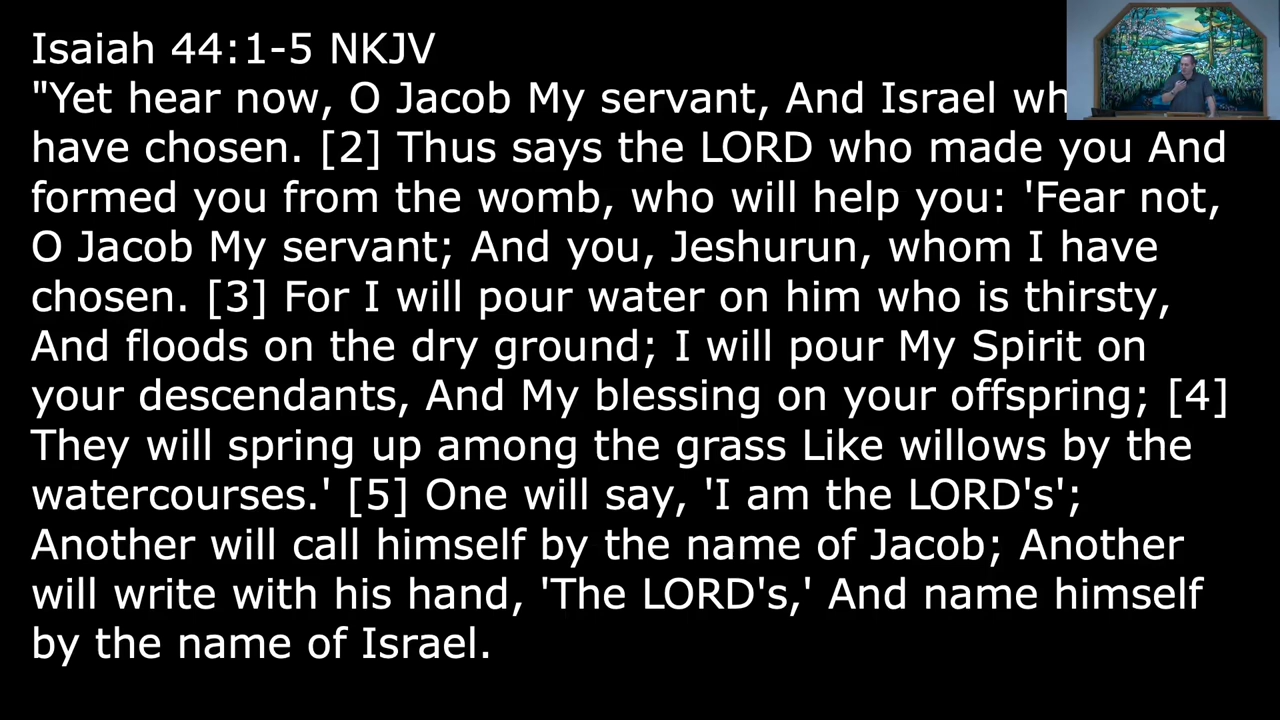 Isaiah 44:1-5 NKJV
"Yet hear now, O Jacob My servant, And Israel
have chosen. [2] Thus says the LORD who made you And
formed you from the womb, who will help you: 'Fear not,
O Jacob My servant; And you, Jeshurun, whom I have
chosen. [3] For I will pour water on him who is thirsty,
And floods on the dry ground; I will pour My Spirit on
your descendants, And My blessing on your offspring; [4]
They will spring up among the grass Like willows by the
watercourses.' [5] One will say, 'I am the LORD's';
Another will call himself by the name of Jacob; Another
will write with his hand, 'The LORD's,' And name himself
by the name of Israel.